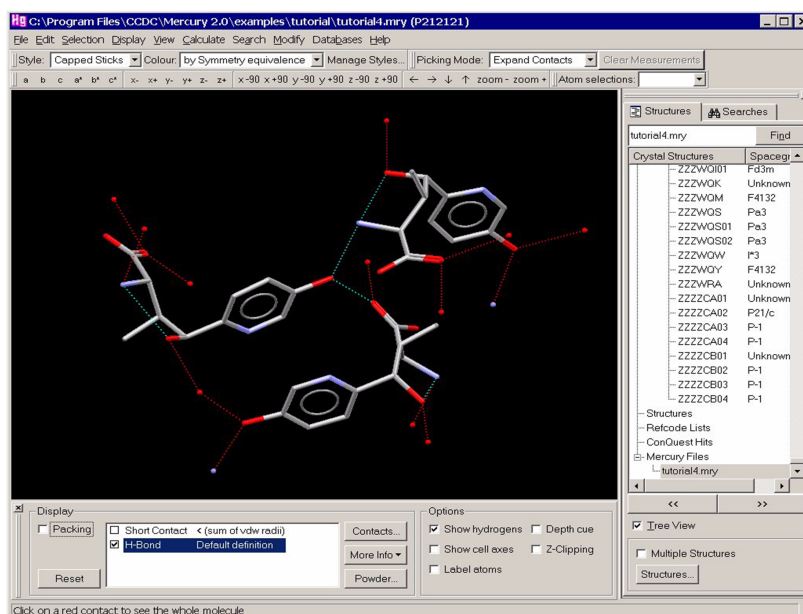 Hg C:\Program Files\CCDC\Mercury 2.0\examples\tutorial\tutorial4.mry (P212121)
File Edit Selection Display View Calculate Search Modify Databases Help
Style: Capped Sticks Colour: by Symmetry equivalence Manage Styles... Picking Mode: Expand Contacts Clear Measurements
a b c a* b* c* x- x+ y- y+ z- z+ x-90 x+90 y-90 y+90 z-90 z+90 ← → ↓ ↑ zoom- zoom+ Atom selections:
Structures Searches
tutorial4.mry Find
Crystal Structures Spacegr
ZZZWQI01 Fd3m
ZZZWQK Unknown
ZZZWQM F4132
ZZZWQS Pa3
ZZZWQS01 Pa3
ZZZWQS02 Pa3
ZZZWQW I*3
ZZZWQY F4132
ZZZWRA Unknown
ZZZZCA01 Unknown
ZZZZCA02 P21/c
ZZZZCA03 P-1
ZZZZCA04 P-1
ZZZZCB01 Unknown
ZZZZCB02 P-1
ZZZZCB03 P-1
ZZZZCB04 P-1
Structures
Refcode Lists
ConQuest Hits
Mercury Files
tutorial4.mry
<< >>
Tree View
Multiple Structures
Structures...
Display
Packing
Reset
Short Contact < (sum of vdw radii)
H-Bond Default definition
Contacts...
More Info
Powder...
Options
Show hydrogens Depth cue
Show cell axes Z-Clipping
Label atoms
Click on a red contact to see the whole molecule